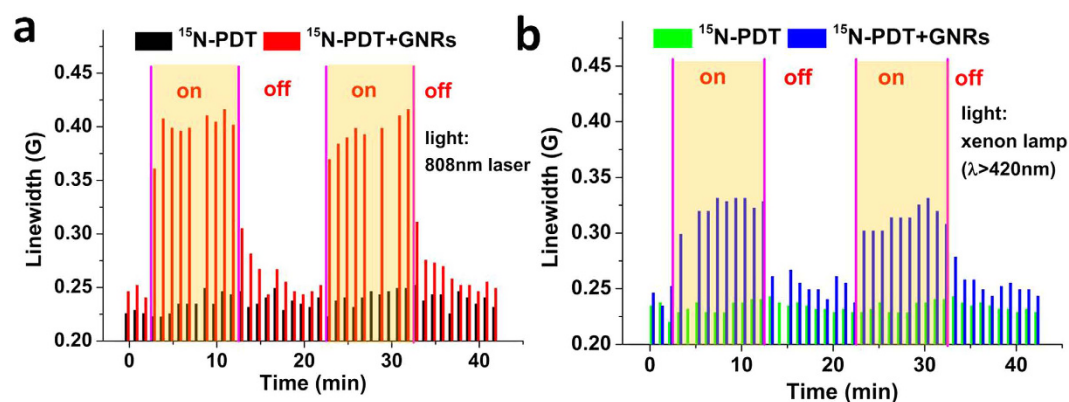 a
¹⁵N-PDT ¹⁵N-PDT+GNRs
0.45
0.40
0.35
0.30
0.25
0.20
Linewidth (G)
on
off
on
off
light:
808nm laser
0
10
20
30
40
Time (min)
b
¹⁵N-PDT ¹⁵N-PDT+GNRs
0.45
0.40
0.35
0.30
0.25
0.20
Linewidth (G)
on
off
on
off
light:
xenon lamp
(λ>420nm)
0
10
20
30
40
Time (min)